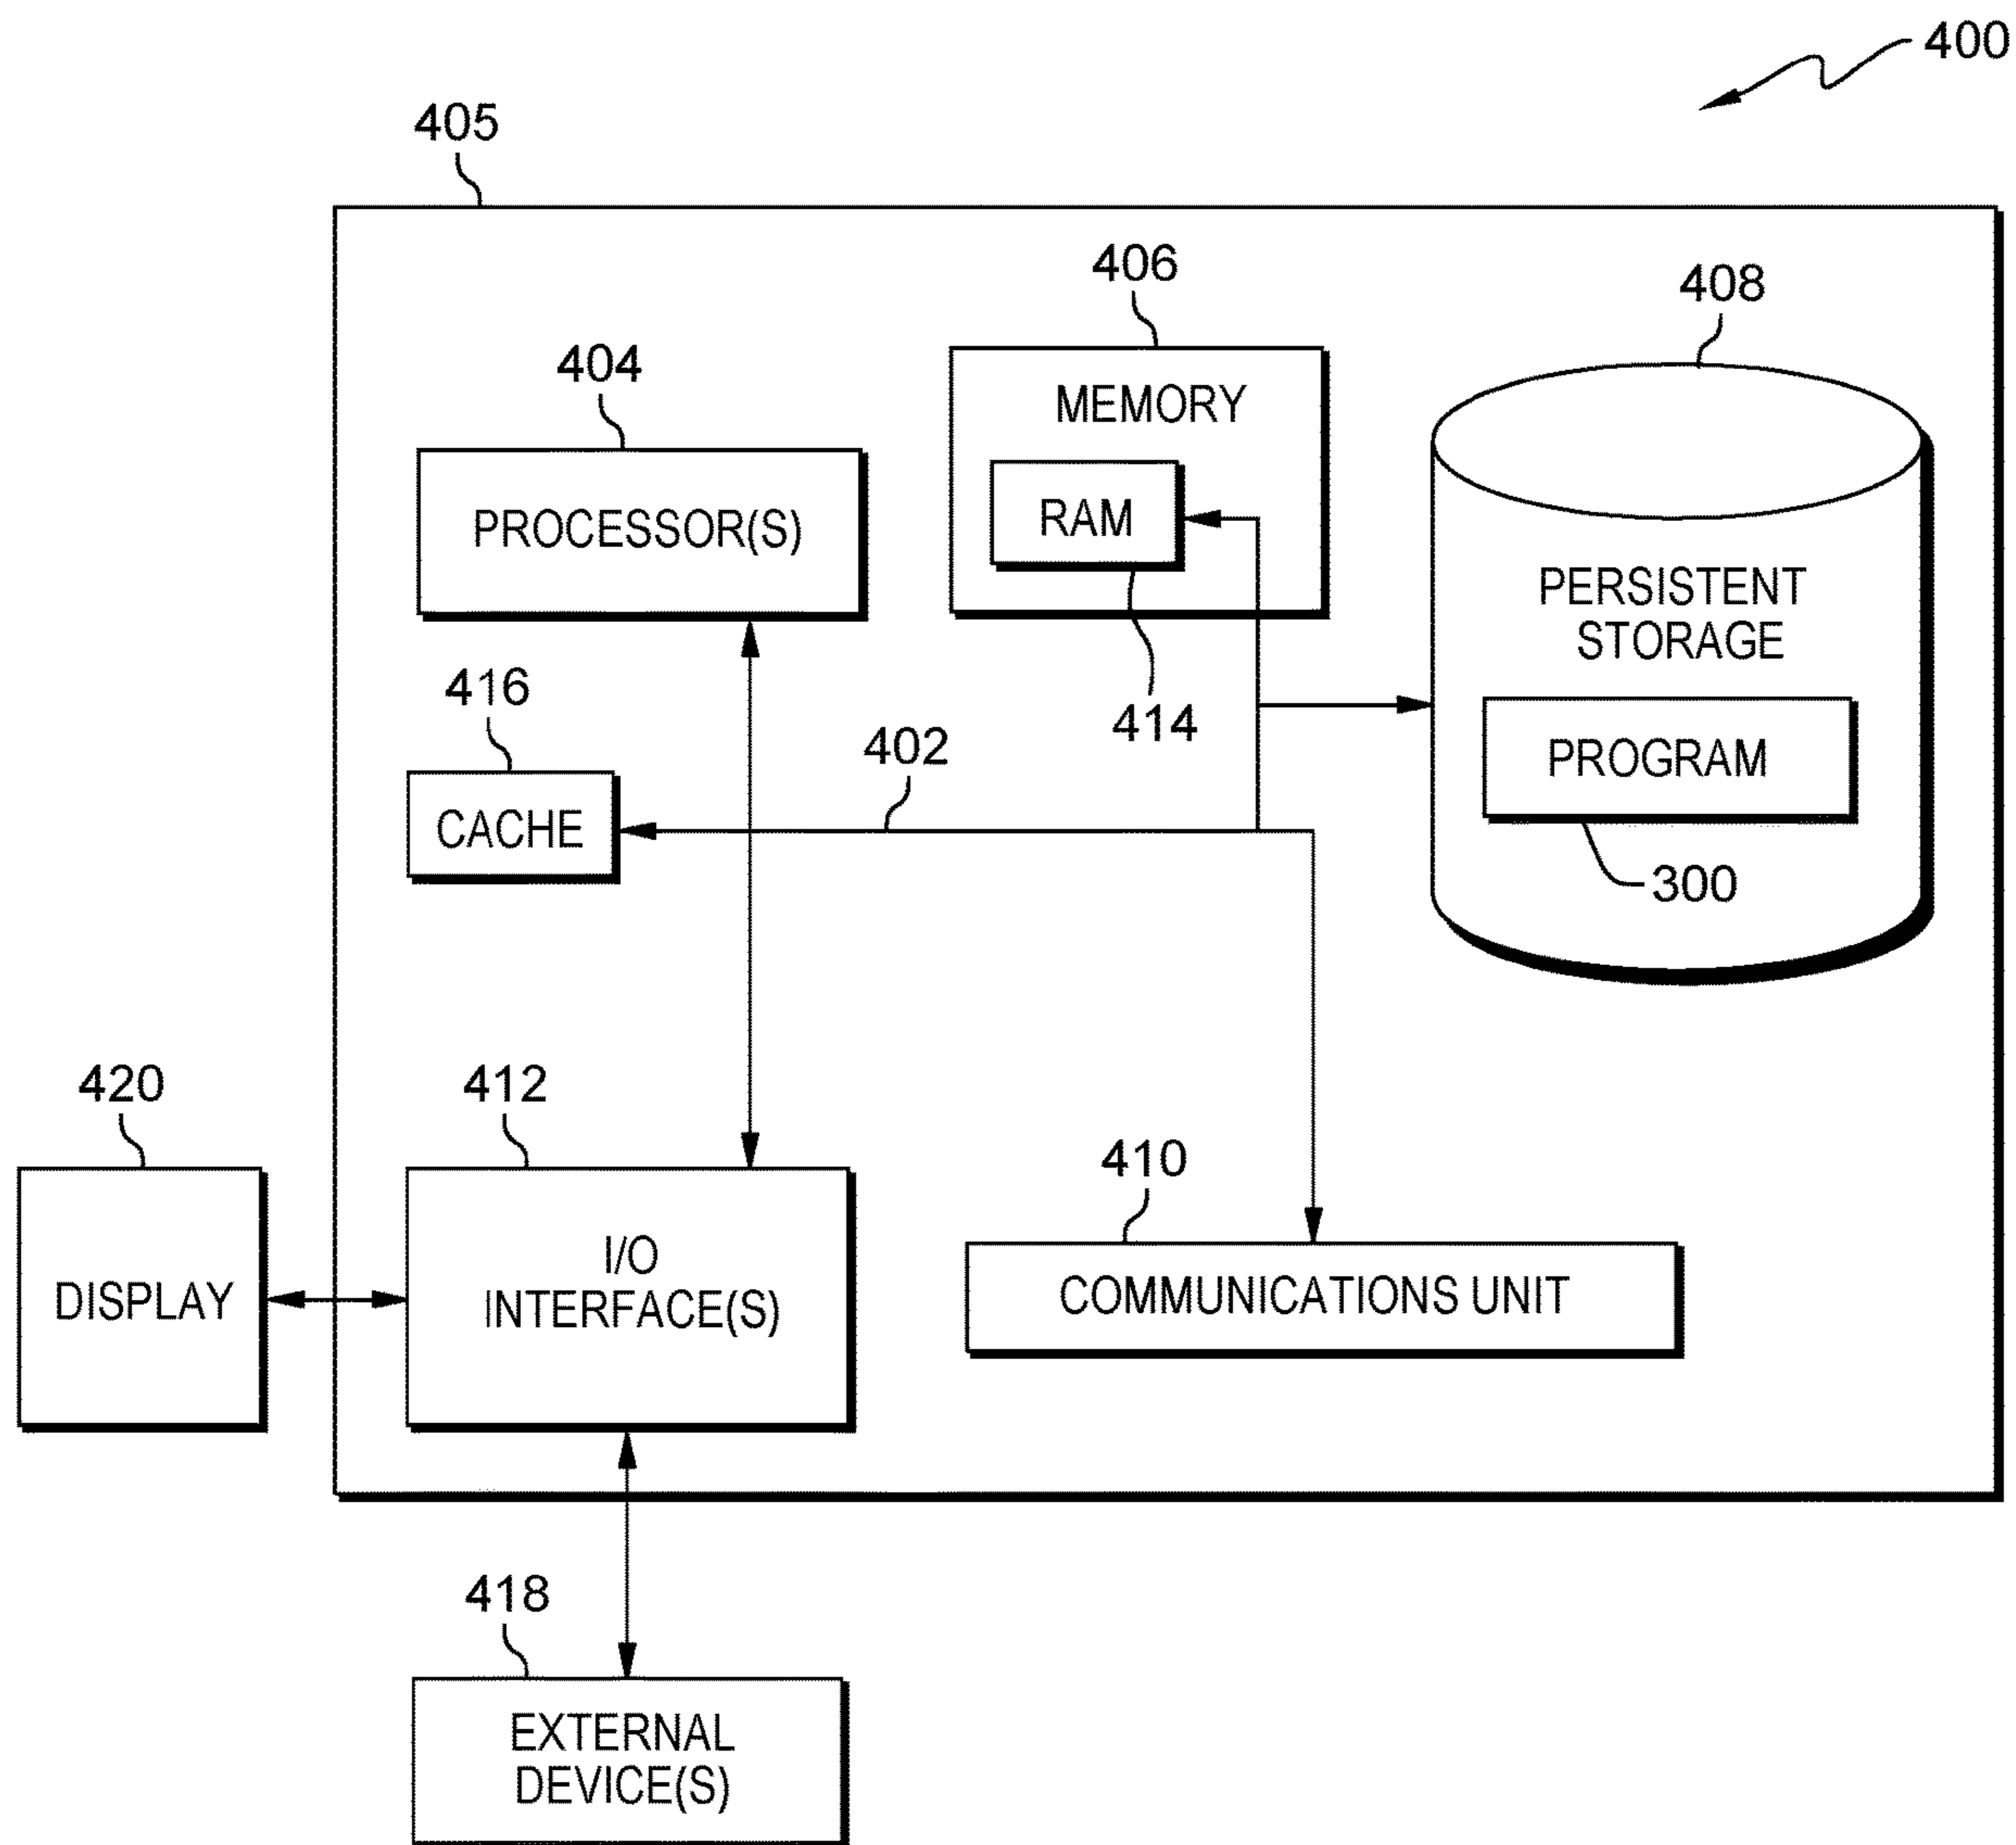 400
405
406
408
404
MEMORY
PROCESSOR(S)
RAM
PERSISTENT
STORAGE
416
414
402
PROGRAM
CACHE
300
420
412
410
I/O
INTERFACE(S)
DISPLAY
COMMUNICATIONS UNIT
418
EXTERNAL
DEVICE(S)